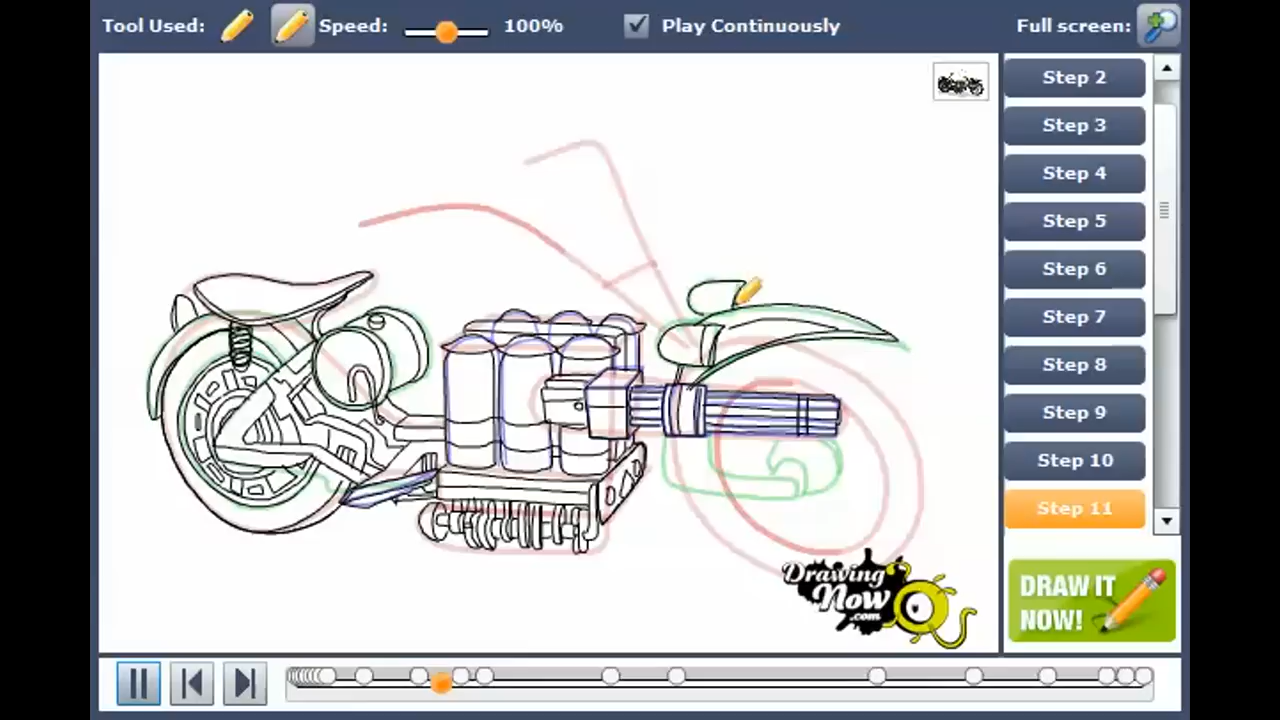 Tool Used: Speed: 100% Play Continuously Full screen:
Step 2
Step 3
Step 4
Step 5
Step 6
Step 7
Step 8
Step 9
Step 10
Step 11
DRAW IT
NOW!
Drawing
Now
.com